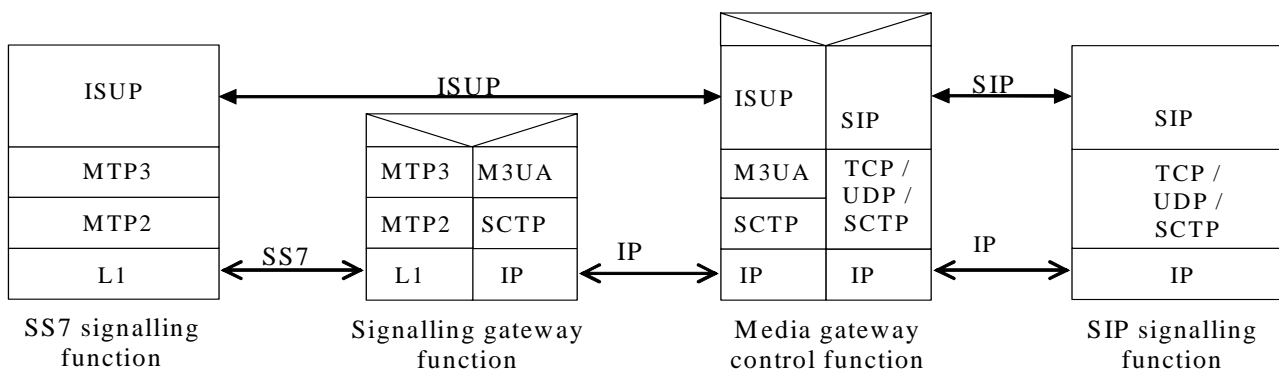 ISUP
MTP3
MTP2
L1
SS7 signalling
function
ISUP
SS7
MTP3
M3UA
MTP2
SCTP
L1
IP
Signalling gateway
function
IP
ISUP
SIP
M3UA
SCTP
TCP /
UDP /
SCTP
IP
IP
Media gateway
control function
SIP
IP
SIP
TCP /
UDP /
SCTP
IP
SIP signalling
function